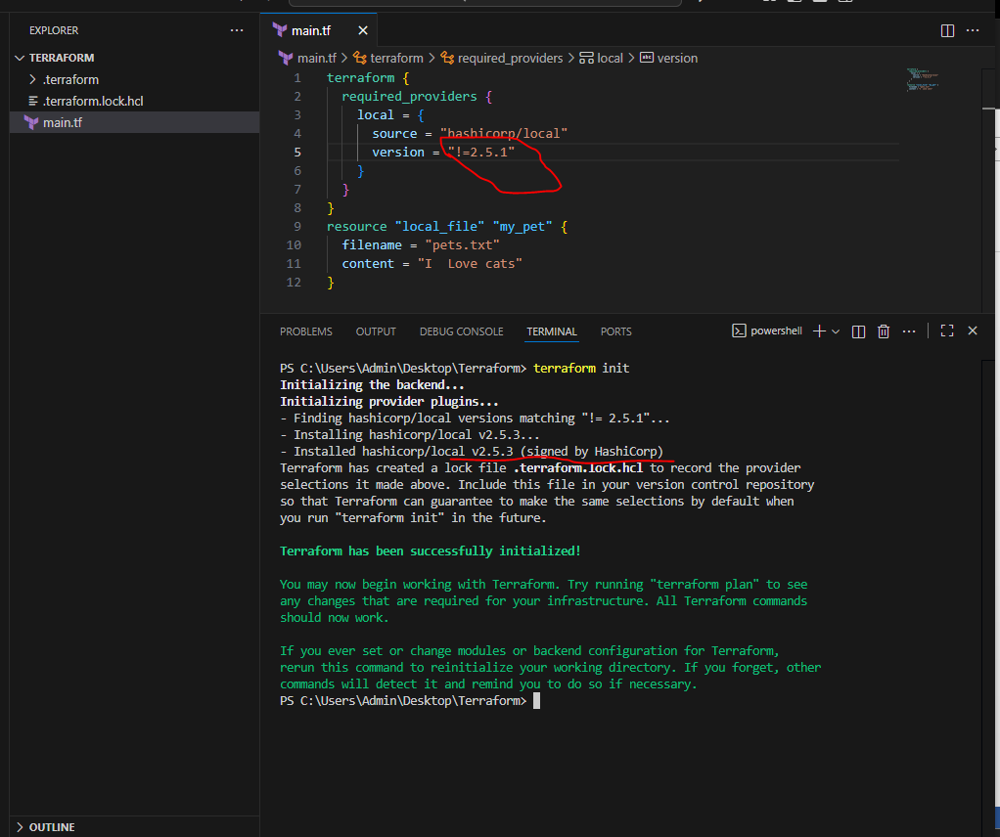 EXPLORER
TERRAFORM
.terraform
.terraform.lock.hcl
main.tf
OUTLINE
main.tf
main.tf > terraform > required_providers > local > version
1 terraform {
2 required_providers {
3 local = {
4 source = "hashicorp/local"
5 version = "!=2.5.1"
6 }
7 }
8 }
9 resource "local_file" "my_pet" {
10 filename = "pets.txt"
11 content = "I  Love cats"
12 }
PROBLEMS OUTPUT DEBUG CONSOLE TERMINAL PORTS powershell
PS C:\Users\Admin\Desktop\Terraform> terraform init
Initializing the backend...
Initializing provider plugins...
- Finding hashicorp/local versions matching "!= 2.5.1"...
- Installing hashicorp/local v2.5.3...
- Installed hashicorp/local v2.5.3 (signed by HashiCorp)
Terraform has created a lock file .terraform.lock.hcl to record the provider
selections it made above. Include this file in your version control repository
so that Terraform can guarantee to make the same selections by default when
you run "terraform init" in the future.
Terraform has been successfully initialized!
You may now begin working with Terraform. Try running "terraform plan" to see
any changes that are required for your infrastructure. All Terraform commands
should now work.
If you ever set or change modules or backend configuration for Terraform,
rerun this command to reinitialize your working directory. If you forget, other
commands will detect it and remind you to do so if necessary.
PS C:\Users\Admin\Desktop\Terraform>